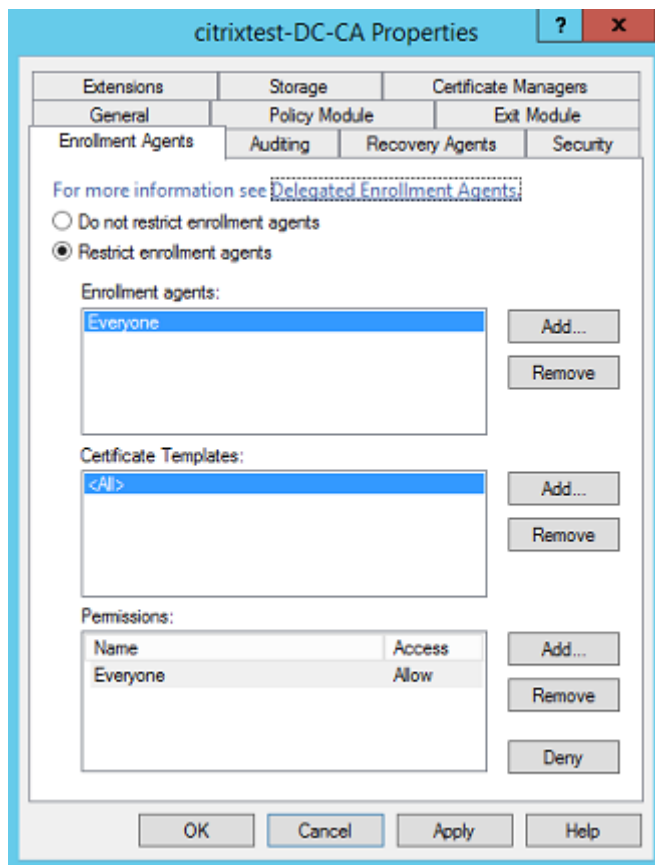 citrixtest-DC-CA Properties
? x
Extensions Storage Certificate Managers
General Policy Module Exit Module
Enrollment Agents Auditing Recovery Agents Security
For more information see Delegated Enrollment Agents.
Do not restrict enrollment agents
Restrict enrollment agents
Enrollment agents:
Everyone
Add...
Remove
Certificate Templates:
<All>
Add...
Remove
Permissions:
Name Access
Everyone Allow
Add...
Remove
Deny
OK Cancel Apply Help